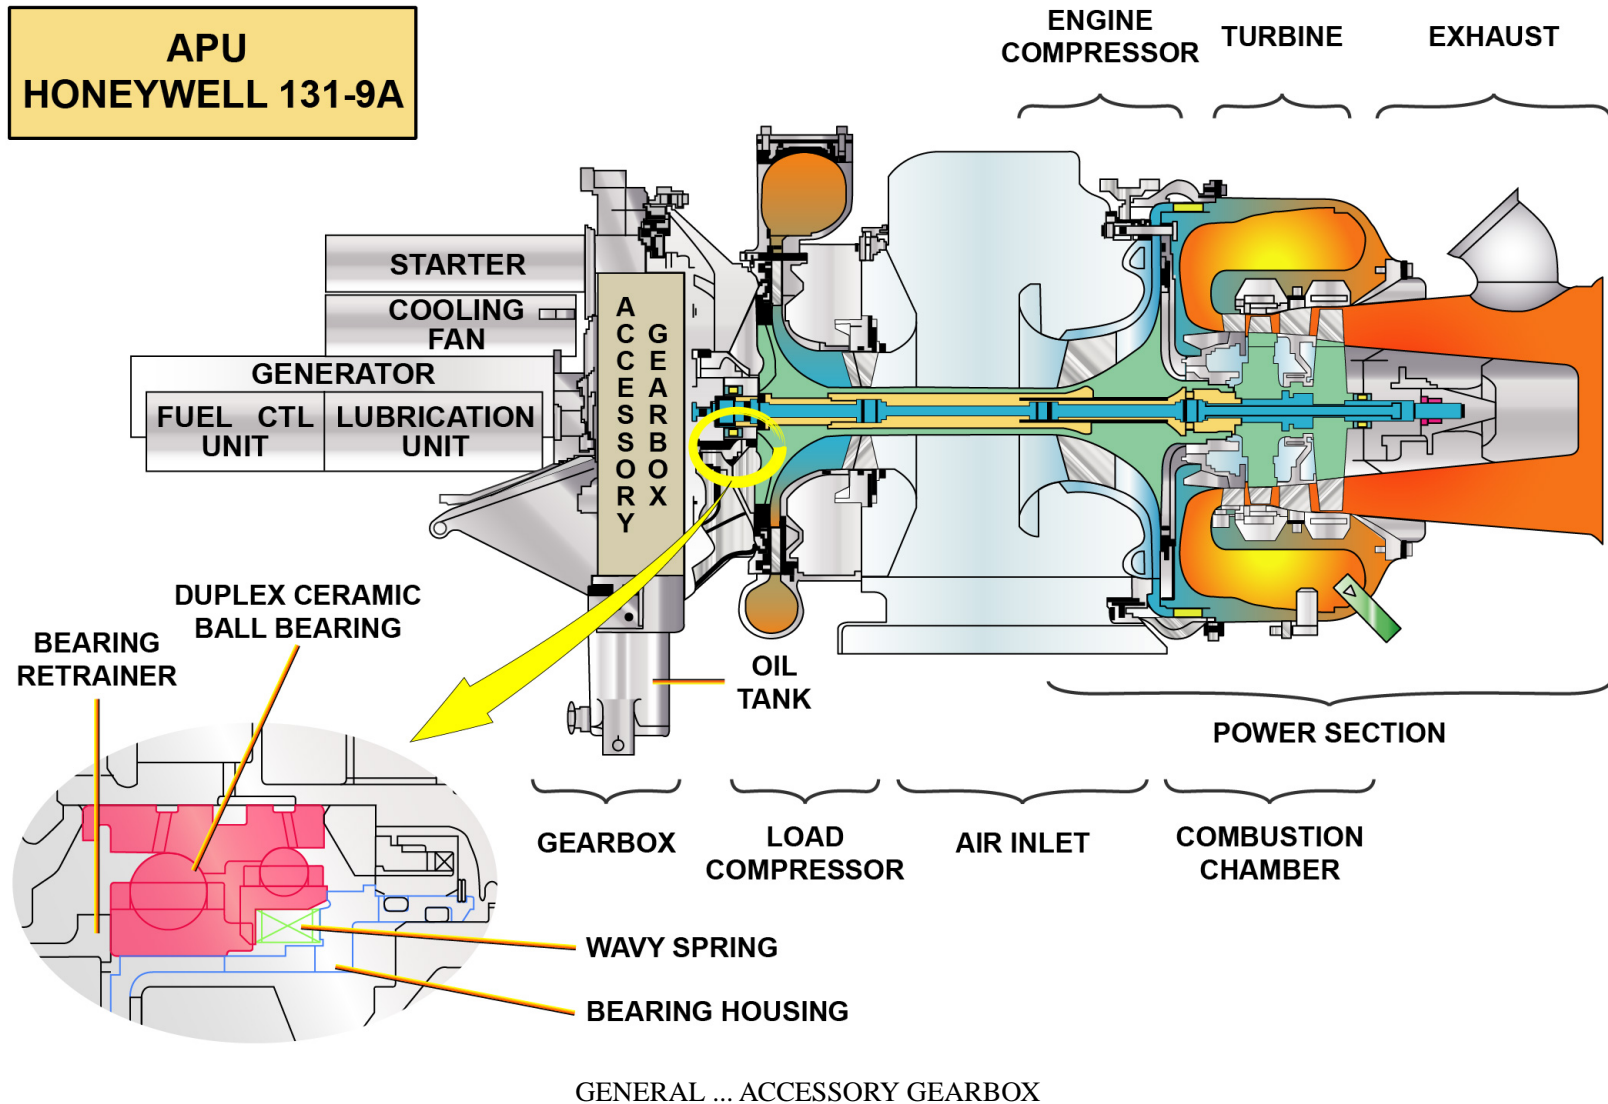 APU
HONEYWELL 131-9A
ENGINE
COMPRESSOR
TURBINE
EXHAUST
STARTER
COOLING
FAN
GENERATOR
FUEL CTL
UNIT
LUBRICATION
UNIT
ACCESSORY
GEARBOX
DUPLEX CERAMIC
BALL BEARING
BEARING
RETRAINER
OIL
TANK
POWER SECTION
GEARBOX
LOAD
COMPRESSOR
AIR INLET
COMBUSTION
CHAMBER
WAVY SPRING
BEARING HOUSING
GENERAL ... ACCESSORY GEARBOX